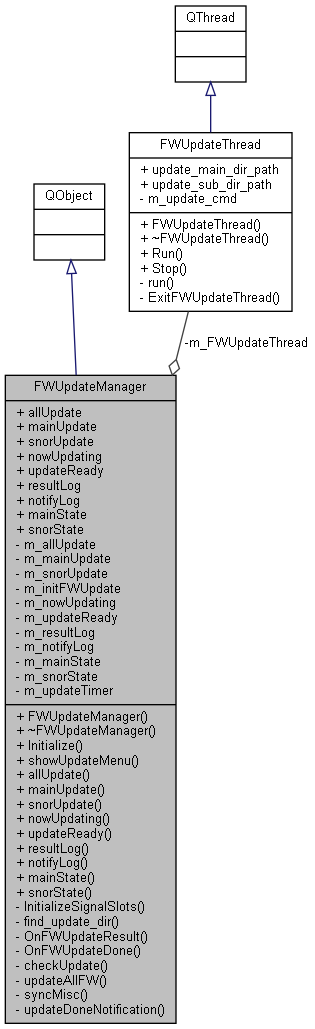 QThread
FWUpdateThread
+ update_main_dir_path
+ update_sub_dir_path
- m_update_cmd
+ FWUpdateThread()
+ ~FWUpdateThread()
+ Run()
+ Stop()
- run()
- ExitFWUpdateThread()
QObject
-m_FWUpdateThread
FWUpdateManager
+ allUpdate
+ mainUpdate
+ snorUpdate
+ nowUpdating
+ updateReady
+ resultLog
+ notifyLog
+ mainState
+ snorState
- m_allUpdate
- m_mainUpdate
- m_snorUpdate
- m_initFWUpdate
- m_nowUpdating
- m_updateReady
- m_resultLog
- m_notifyLog
- m_mainState
- m_snorState
- m_updateTimer
+ FWUpdateManager()
+ ~FWUpdateManager()
+ Initialize()
+ showUpdateMenu()
+ allUpdate()
+ mainUpdate()
+ snorUpdate()
+ nowUpdating()
+ updateReady()
+ resultLog()
+ notifyLog()
+ mainState()
+ snorState()
- InitializeSignalSlots()
- find_update_dir()
- OnFWUpdateResult()
- OnFWUpdateDone()
- checkUpdate()
- updateAllFW()
- syncMisc()
- updateDoneNotification()